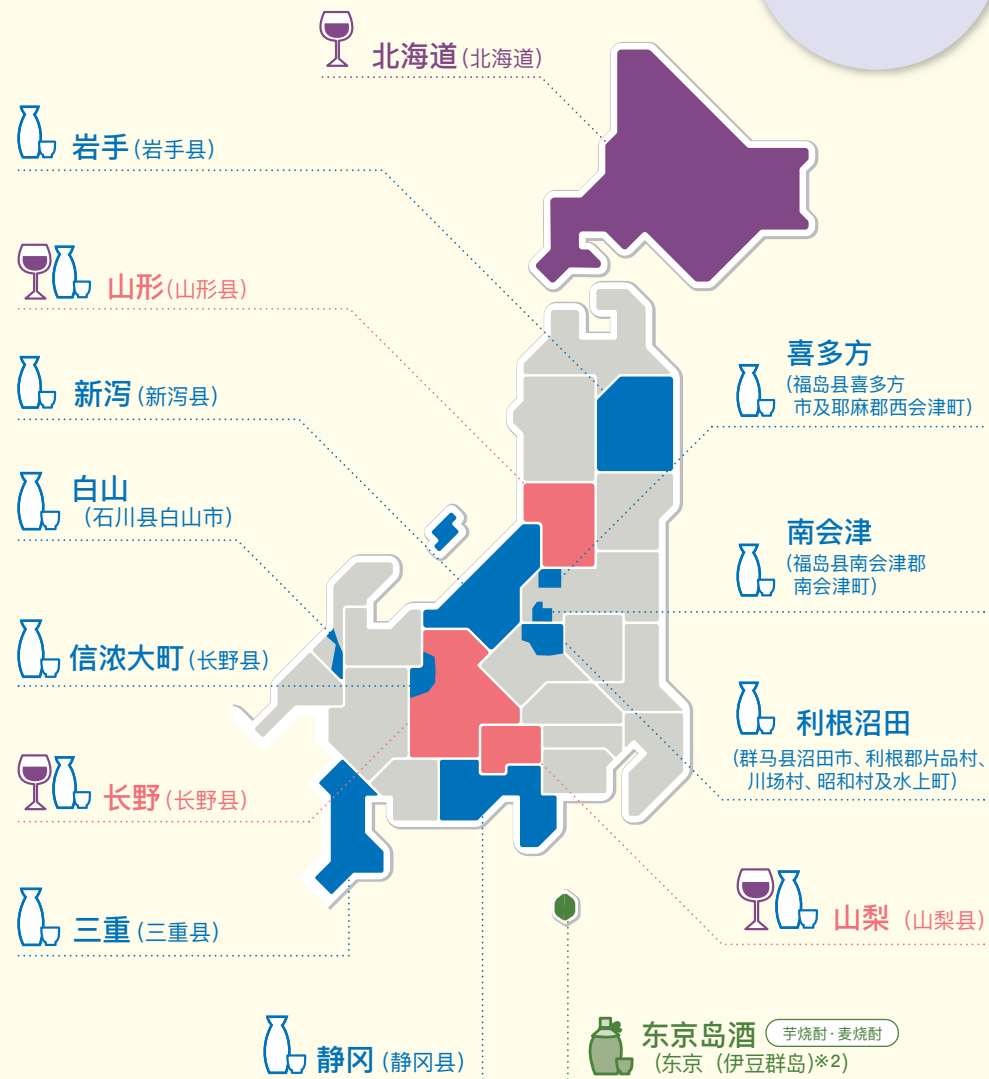 北海道(北海道)
岩手(岩手县)
山形(山形县)
新泻(新泻县)
白山
(石川县白山市)
信浓大町(长野县)
长野(长野县)
三重(三重县)
静冈(静冈县)
喜多方
(福岛县喜多方
市及耶麻郡西会津町)
南会津
(福岛县南会津郡
南会津町)
利根沼田
(群马县沼田市、利根郡片品村、
川场村、昭和村及水上町)
山梨 (山梨县)
东京岛酒 芋烧酎·麦烧酎
(东京 (伊豆群岛)※2)